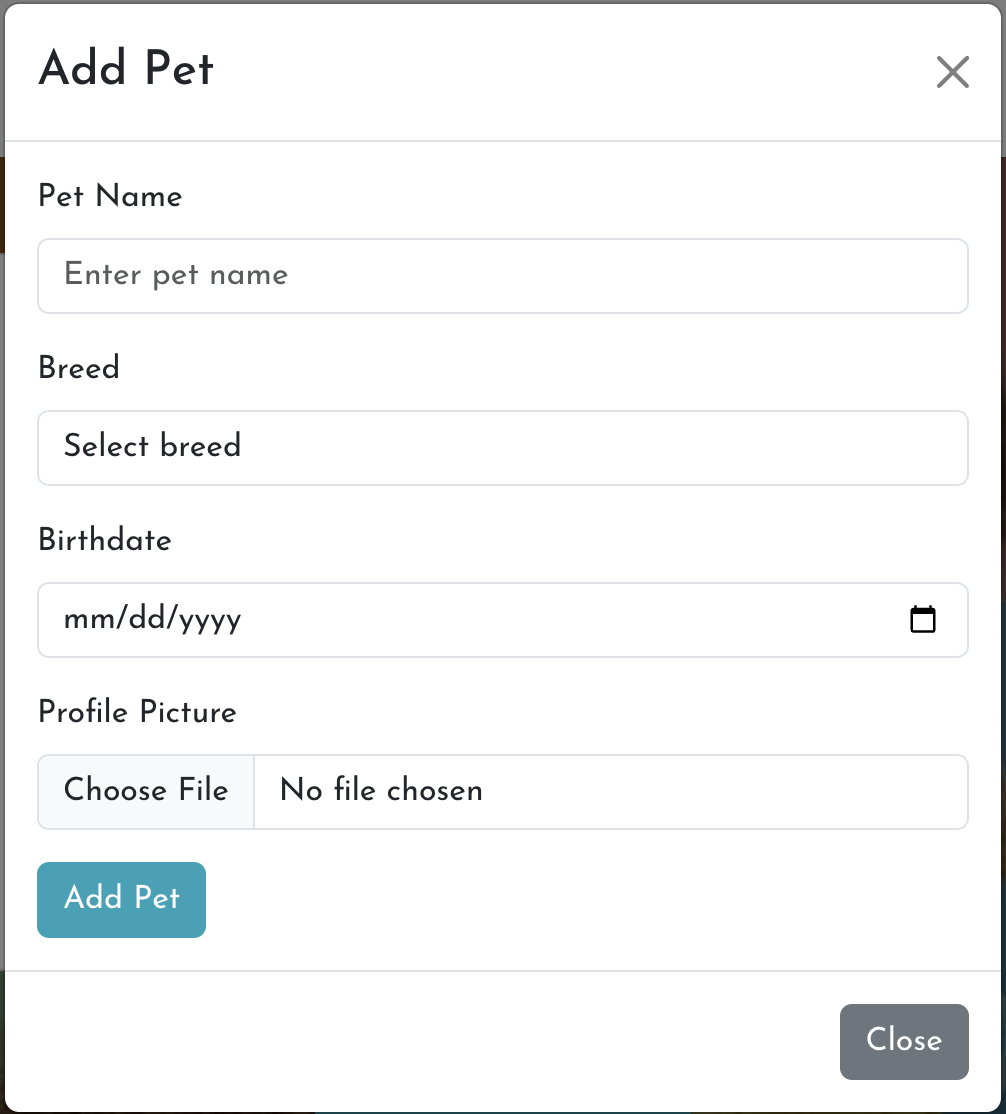 Add Pet
Pet Name
Enter pet name
Breed
Select breed
Birthdate
mm/dd/yyyy
Profile Picture
Choose File No file chosen
Add Pet
Close